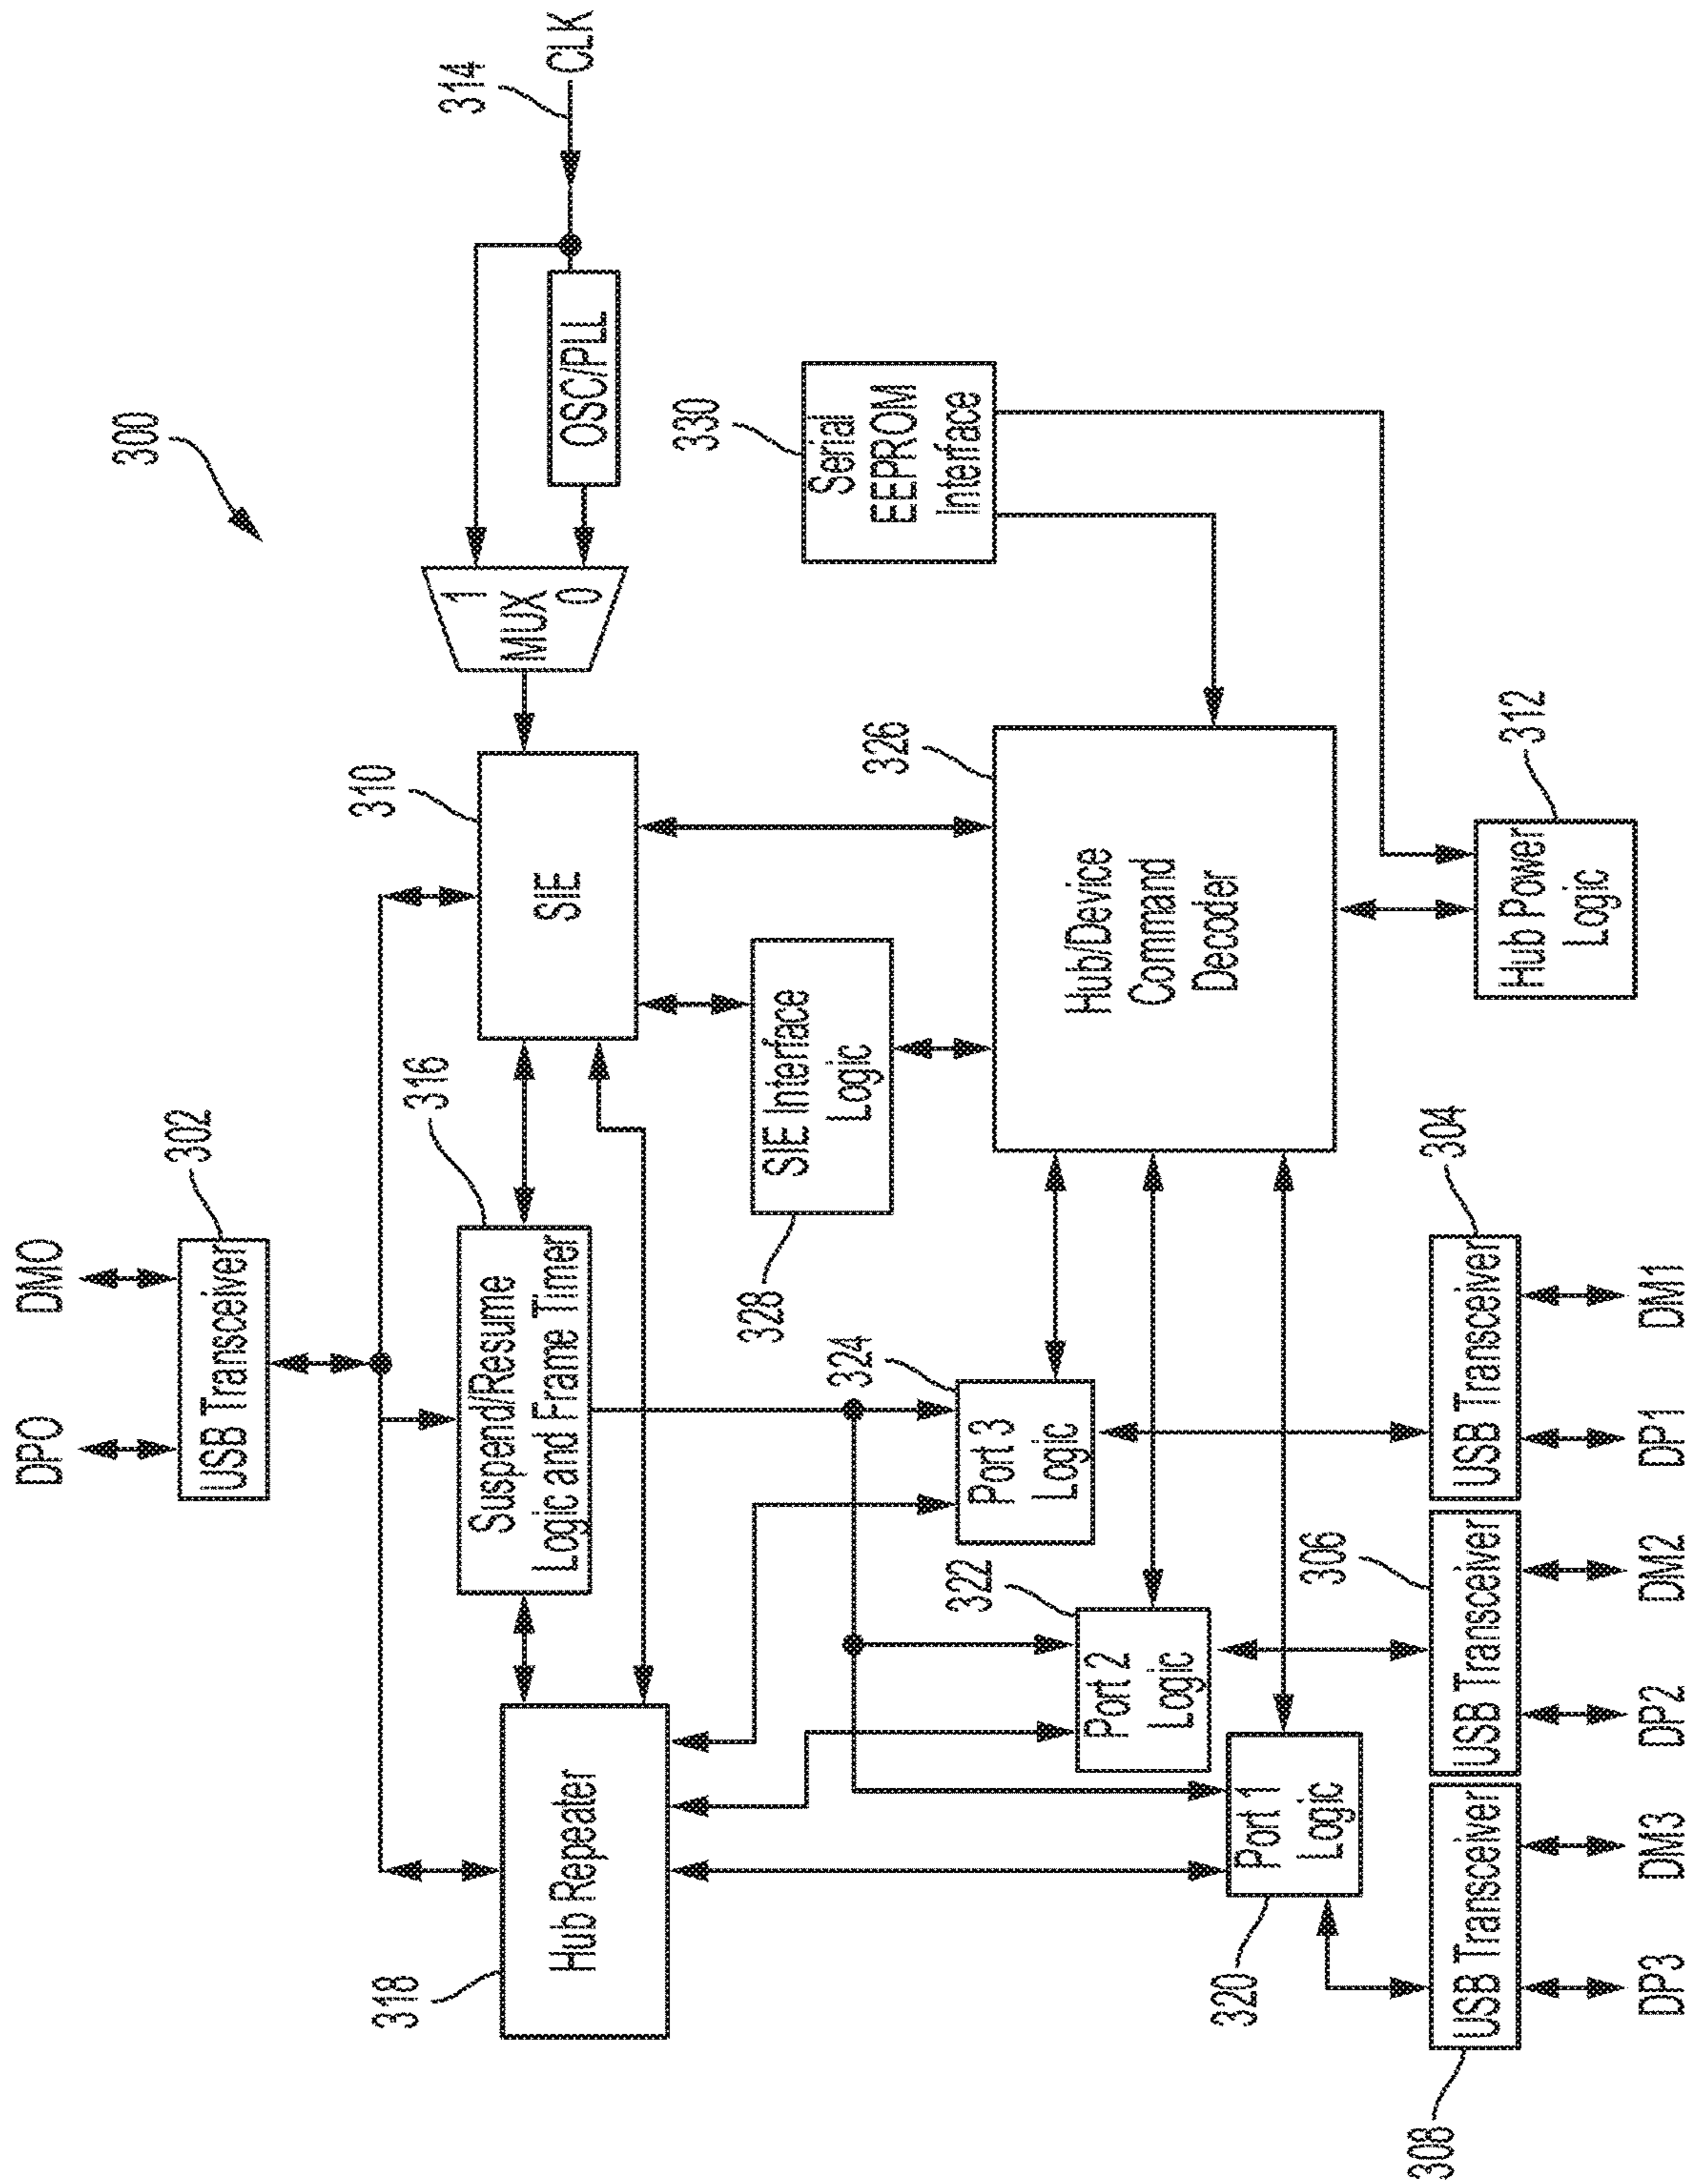 300
DPO
DMO
302
USB Transceiver
314
CLK
OSC/PLL
1
MUX
0
310
SIE
316
Suspend/Resume
Logic and Frame Timer
318
Hub Repeater
330
Serial
EEPROM
Interface
328
SIE Interface
Logic
326
Hub/Device
Command
Decoder
324
Port 3
Logic
322
Port 2
Logic
320
Port 1
Logic
312
Hub Power
Logic
308
USB Transceiver
306
USB Transceiver
304
USB Transceiver
DP3
DM3
DP2
DM2
DP1
DM1